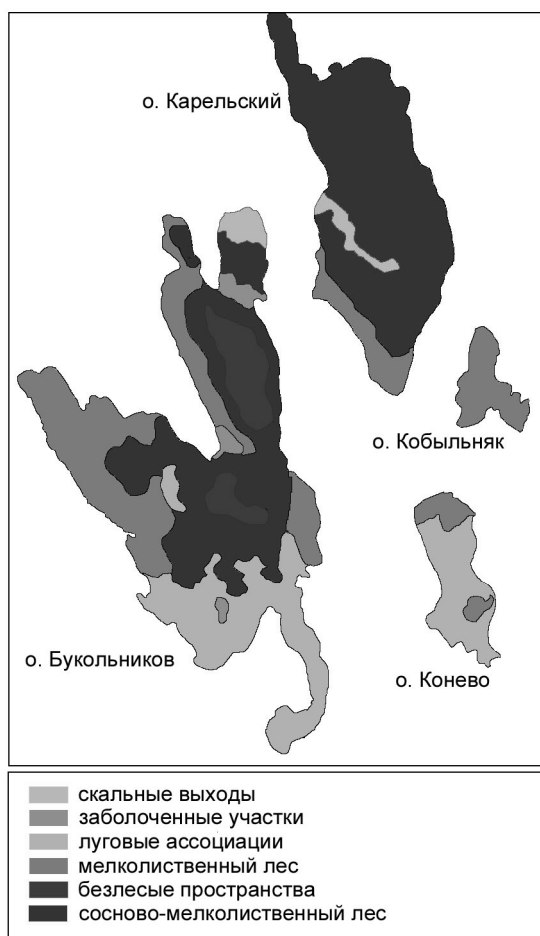 о. Карельский
о. Кобыльняк
о. Букольников
о. Конево
скальные выходы
заболоченные участки
луговые ассоциации
мелколиственный лес
безлесые пространства
сосново-мелколиственный лес